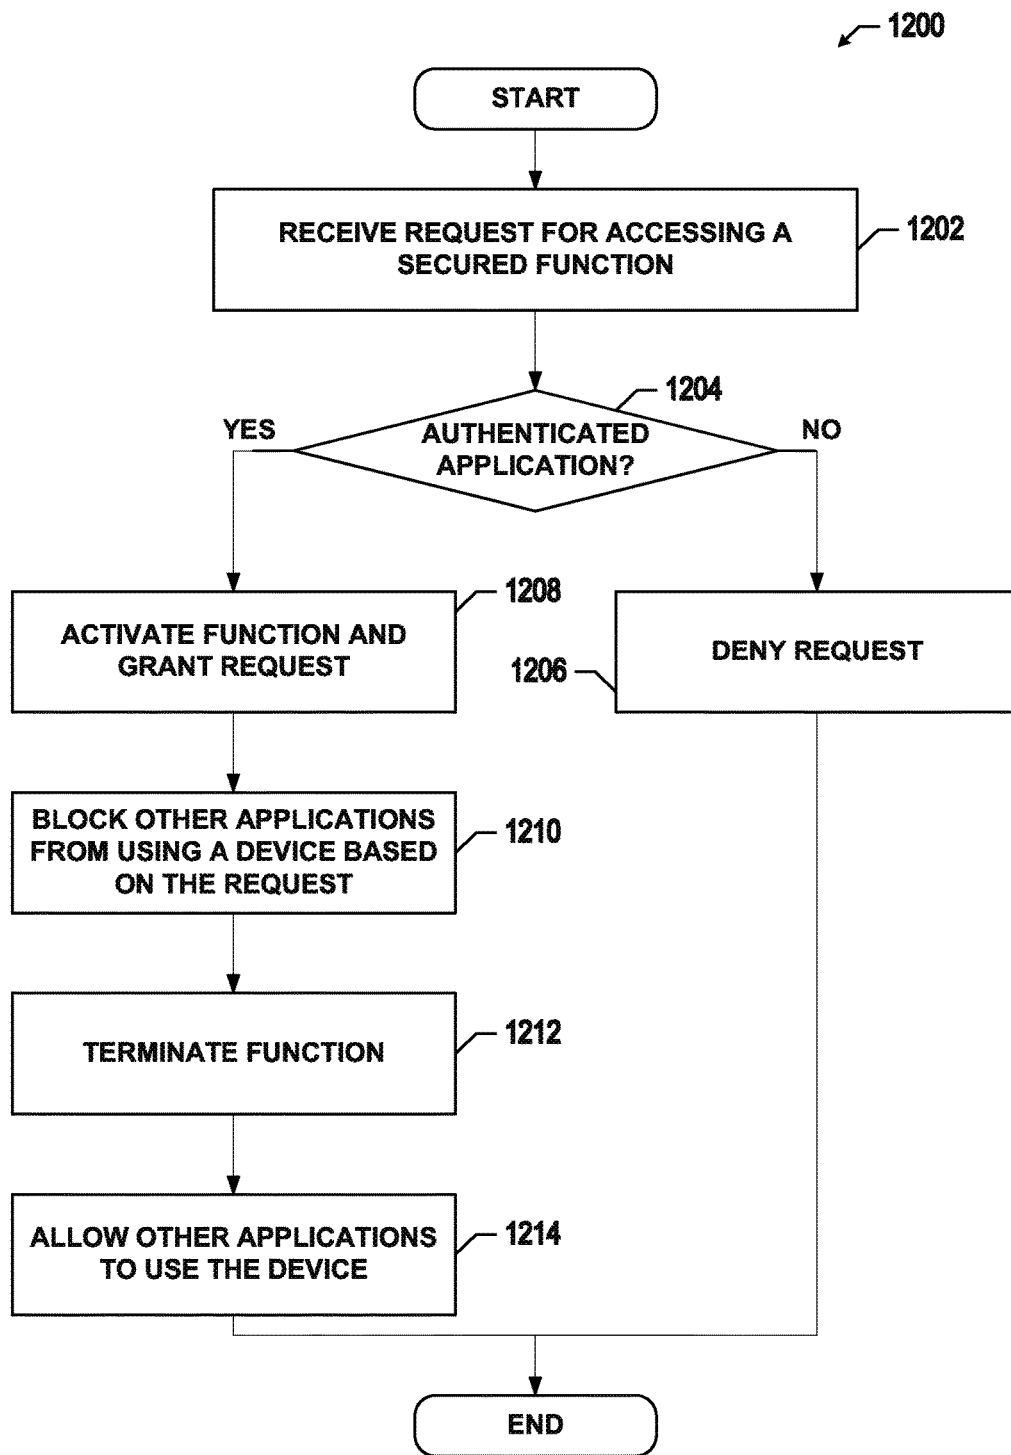 1200
START
RECEIVE REQUEST FOR ACCESSING A
SECURED FUNCTION
1202
1204
YES
AUTHENTICATED
APPLICATION?
NO
1208
ACTIVATE FUNCTION AND
GRANT REQUEST
DENY REQUEST
1206
BLOCK OTHER APPLICATIONS
FROM USING A DEVICE BASED
ON THE REQUEST
1210
TERMINATE FUNCTION
1212
ALLOW OTHER APPLICATIONS
TO USE THE DEVICE
1214
END